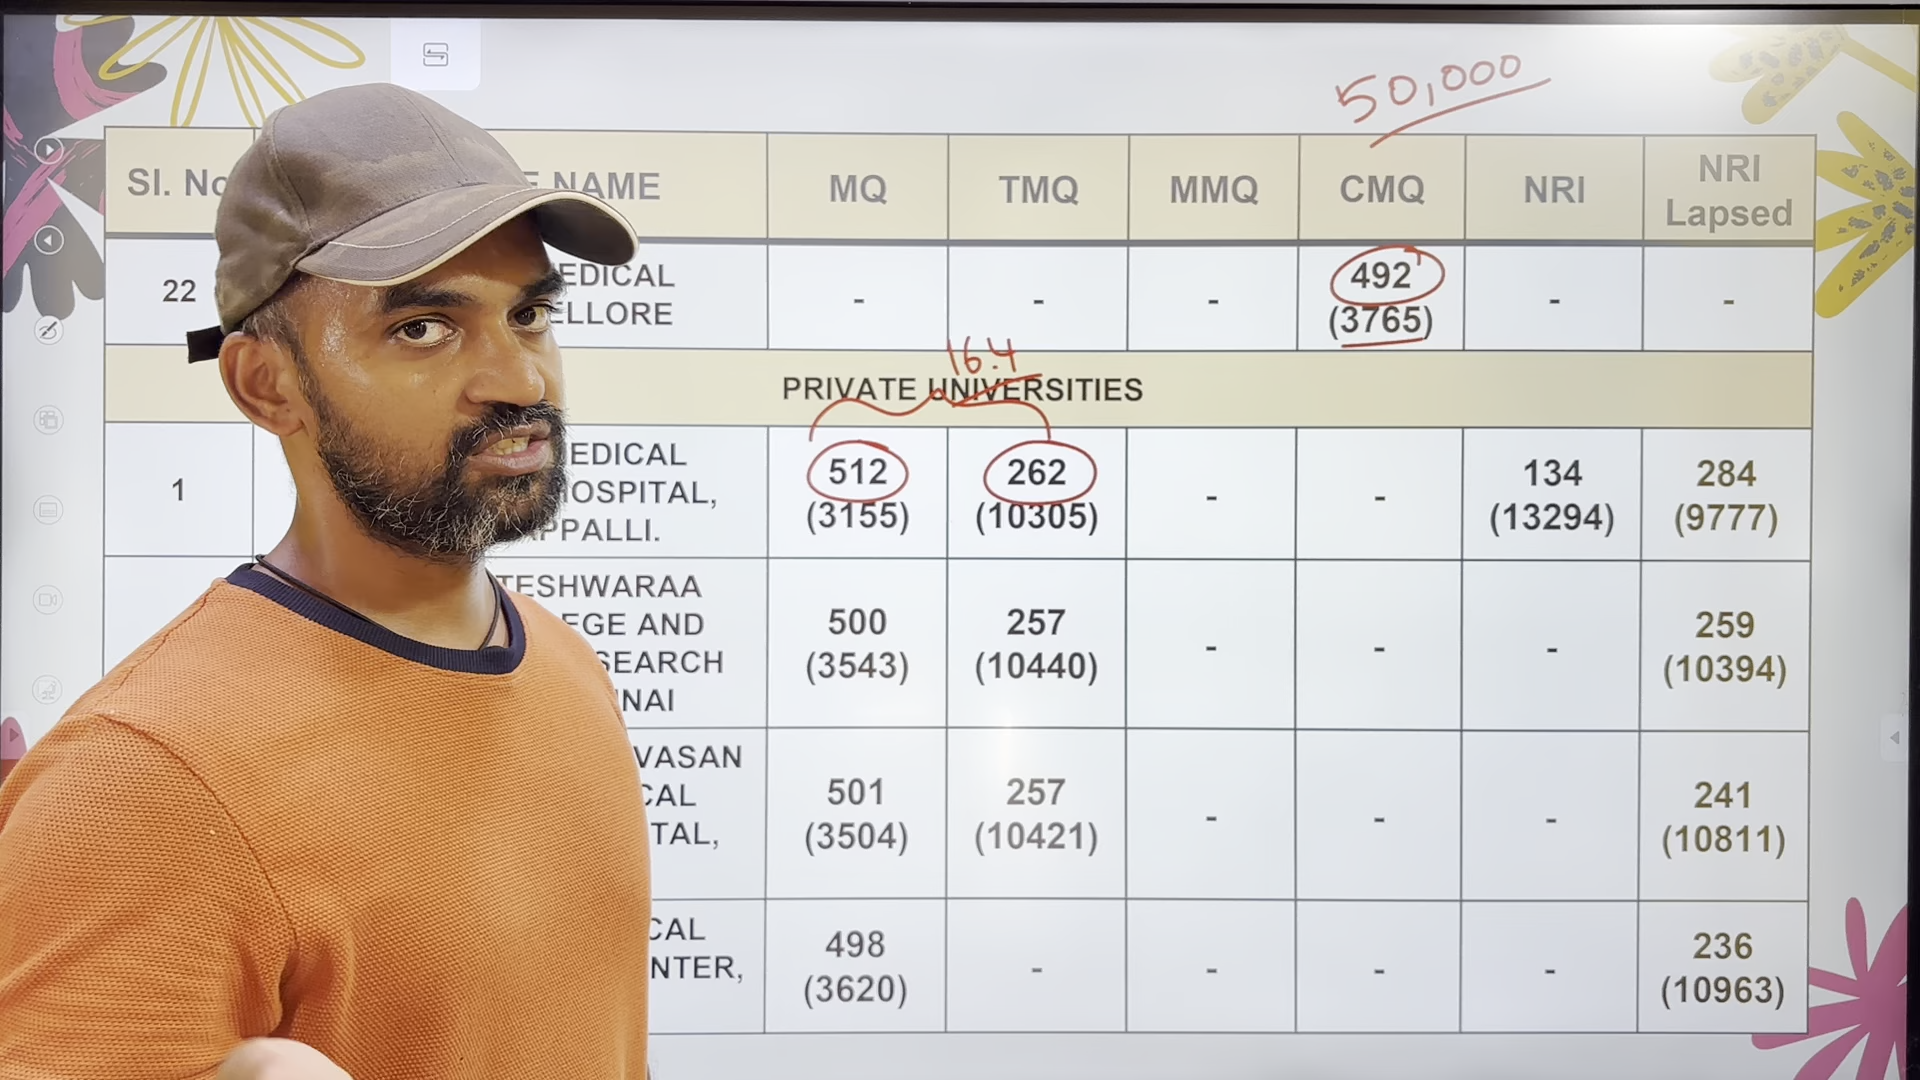 50,000
Sl. No NAME MQ TMQ MMQ CMQ NRI NRI Lapsed
22 EDICAL - - - 492 - -
ELLORE (3765)
16.4
PRIVATE UNIVERSITIES
1 EDICAL 512 262 - - 134 284
OSPITAL, (3155) (10305) (13294) (9777)
PPALLI.
TESHWARAA 500 257 - - - 259
EGE AND (3543) (10440) (10394)
SEARCH
NAI
VASAN 501 257 - - - 241
CAL (3504) (10421) (10811)
TAL,
CAL 498 - - - - 236
NTER, (3620) (10963)